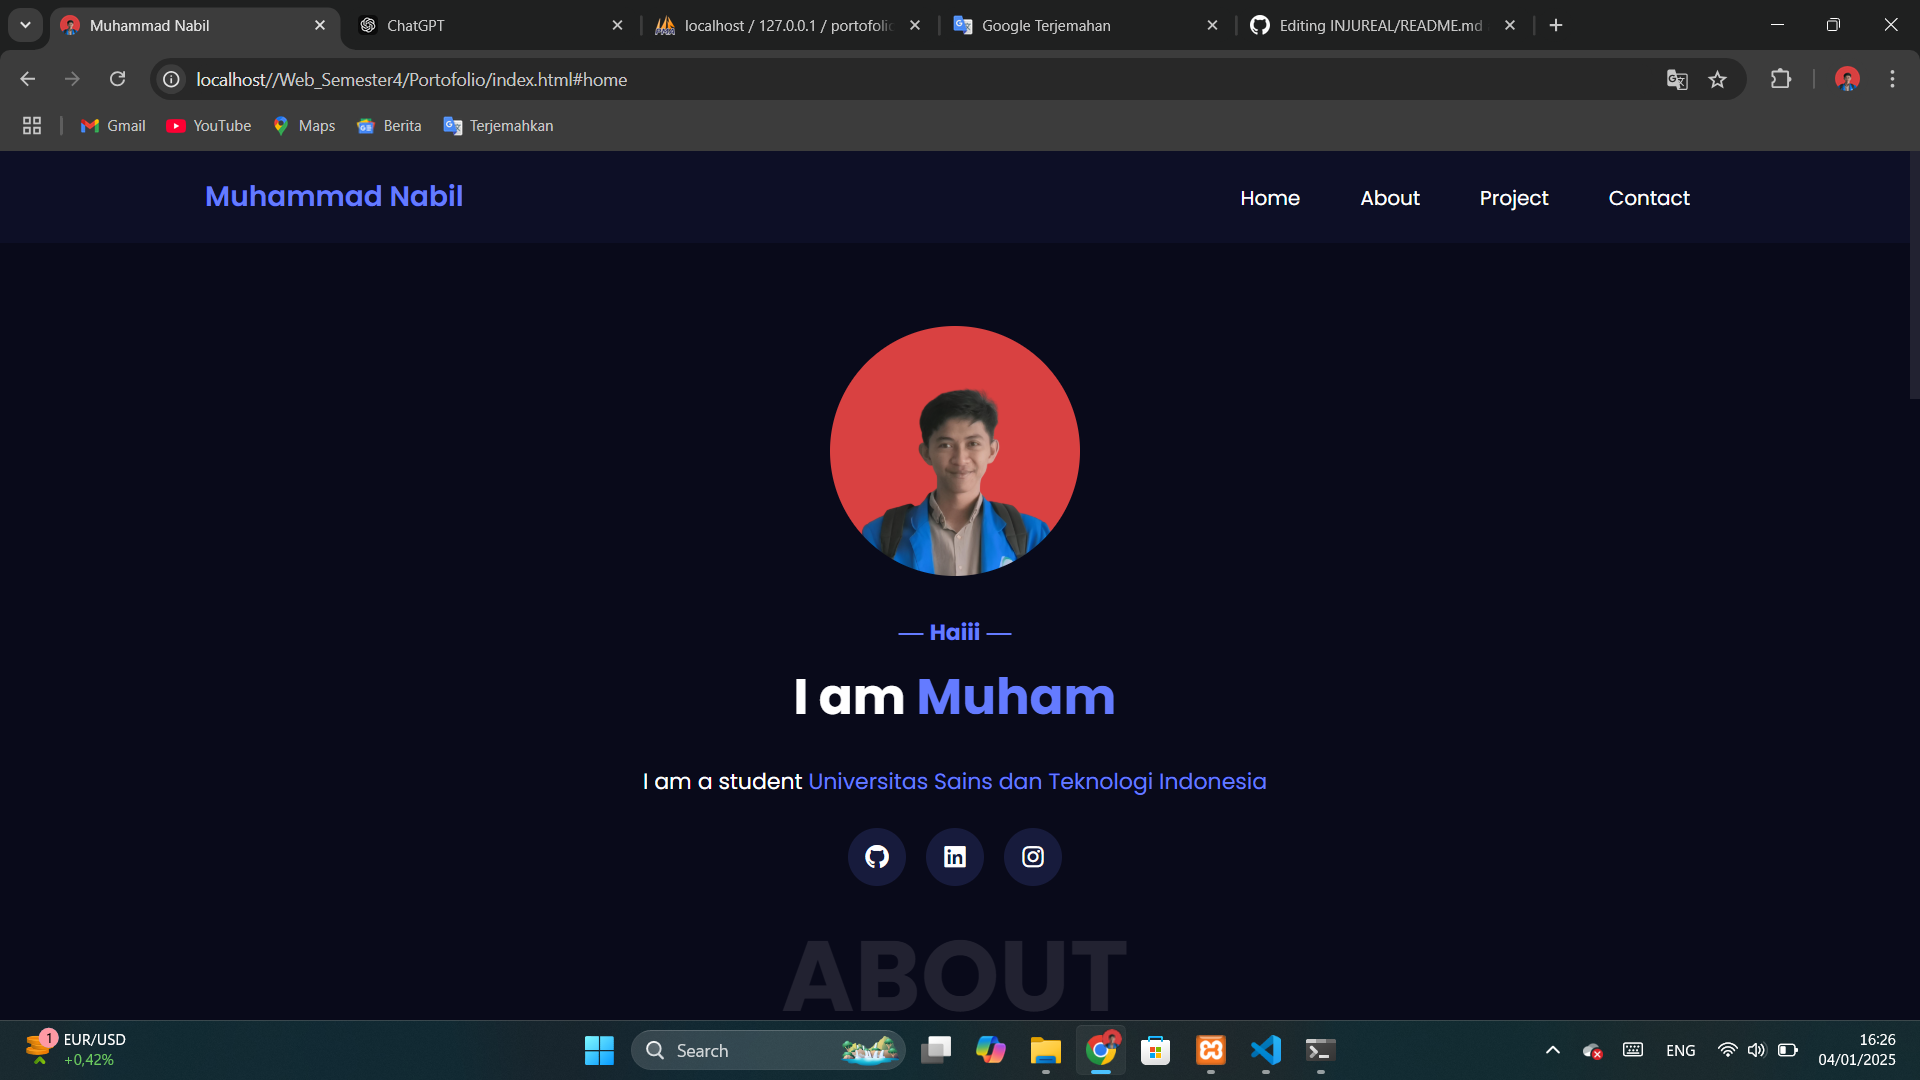 Muhammad Nabil
ChatGPT
localhost / 127.0.0.1 / portofolio
Google Terjemahan
Editing INJUREAL/README.md
localhost//Web_Semester4/Portofolio/index.html#home
Gmail
YouTube
Maps
Berita
Terjemahkan
Muhammad Nabil
Home
About
Project
Contact
— Haiii —
I am Muham
I am a student Universitas Sains dan Teknologi Indonesia
ABOUT
1
EUR/USD
+0,42%
Search
ENG
16:26
04/01/2025